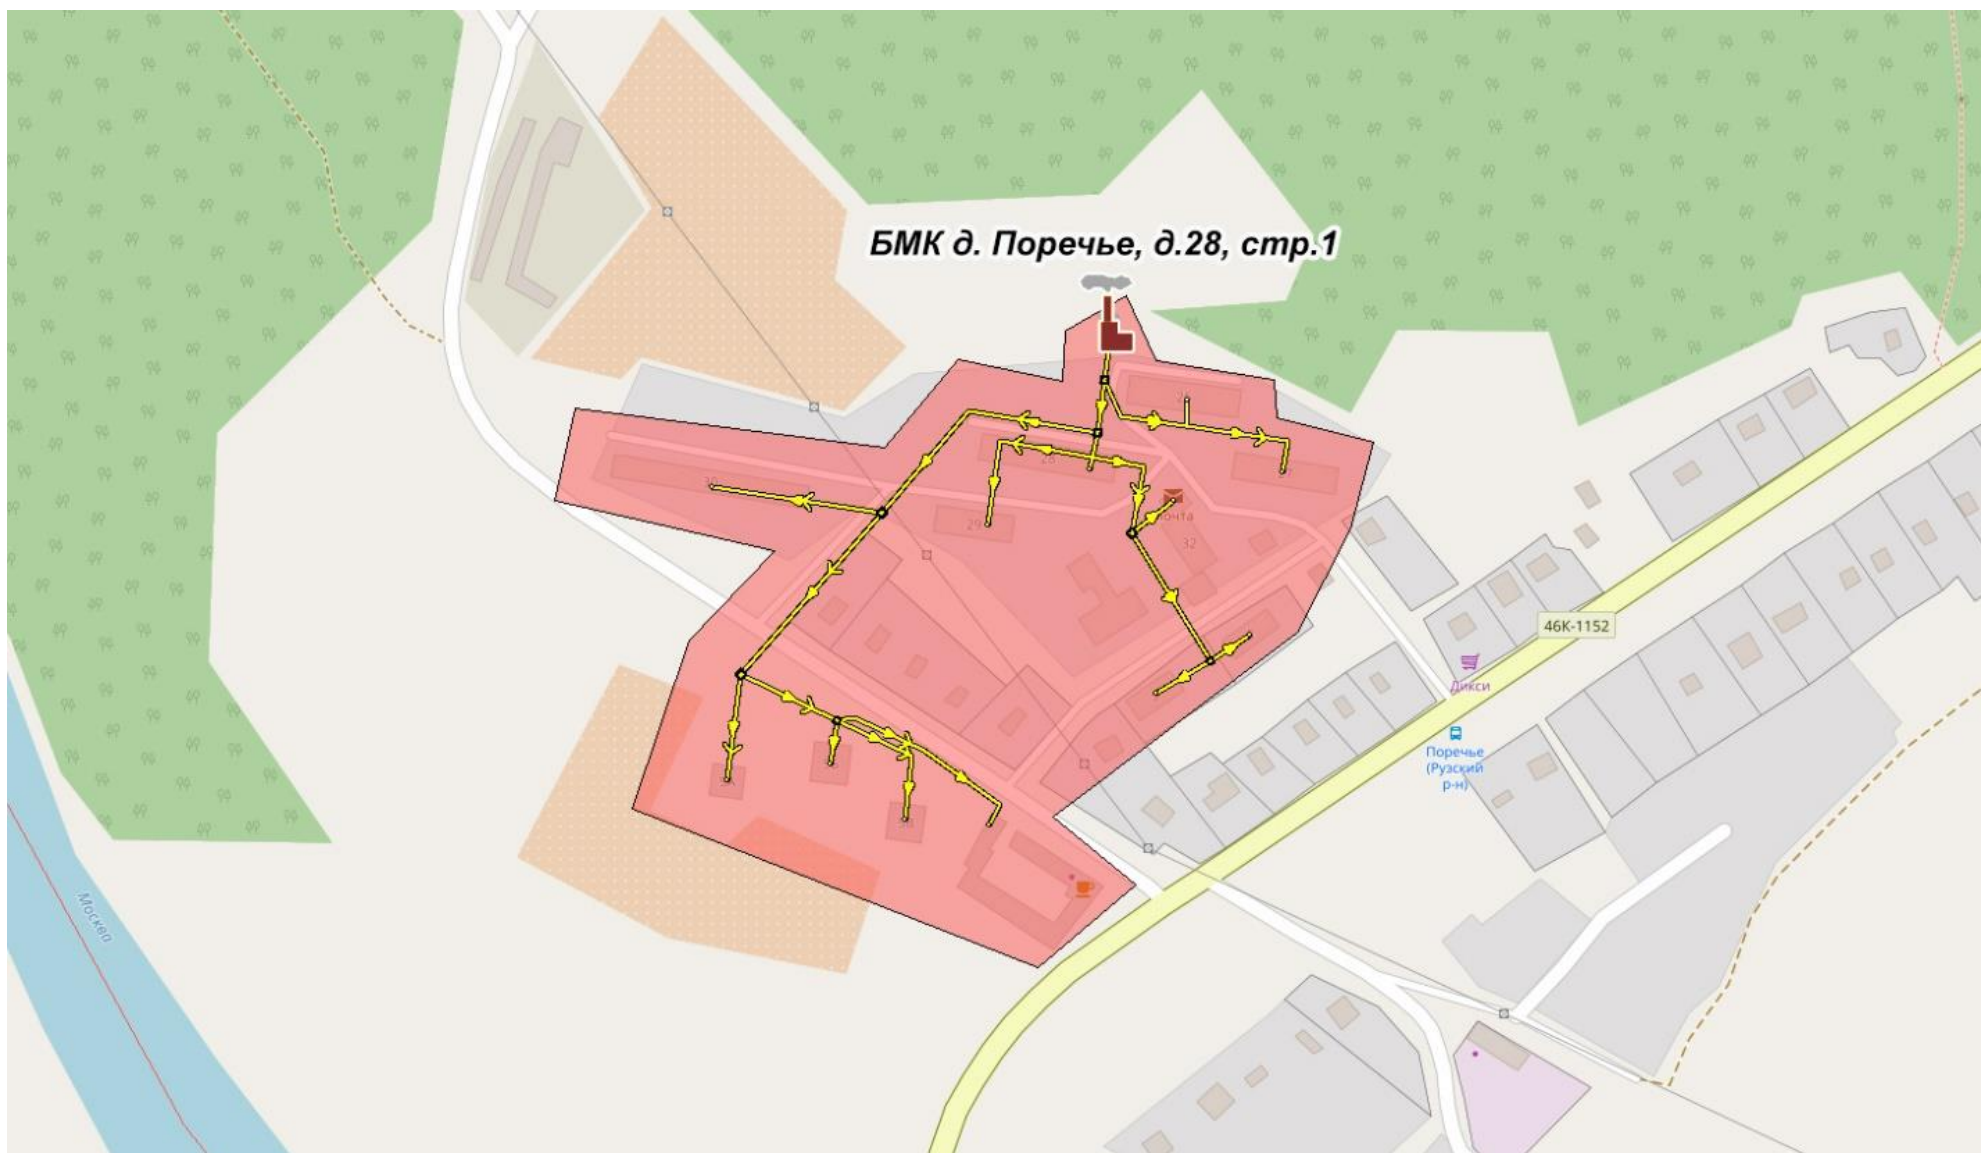 БМК д. Поречье, д.28, стр.1
28
29
Почта
32
46К-1152
Дикси
Поречье
(Рузский
р-н)
Москва